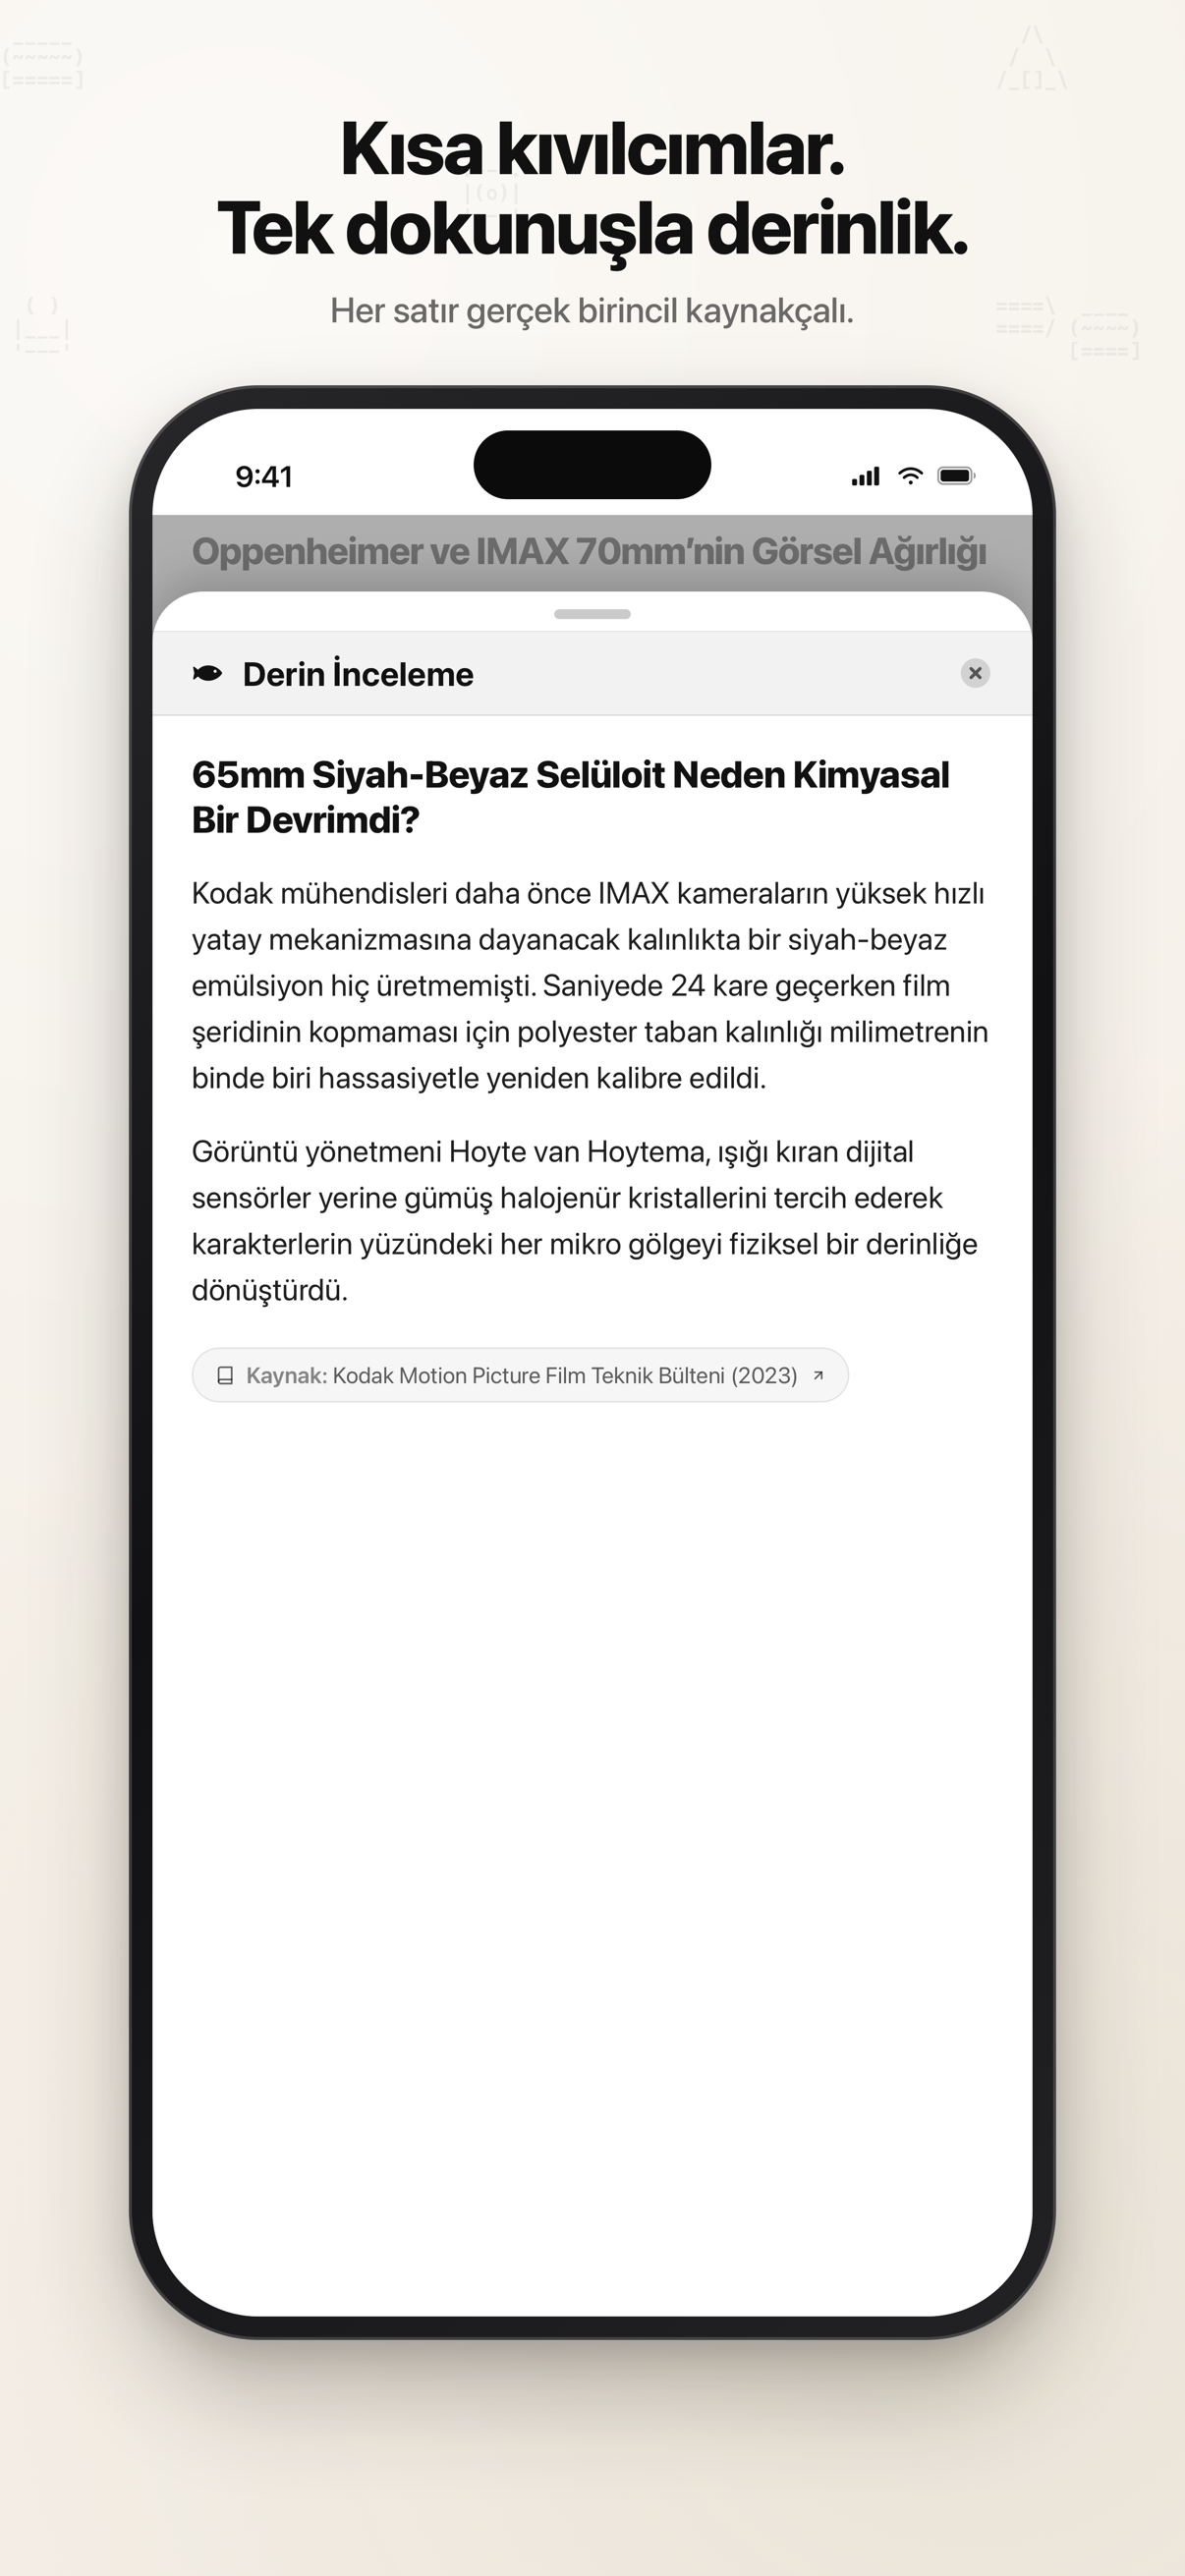 Kısa kıvılcımlar.
Tek dokunuşla derinlik.
Her satır gerçek birincil kaynakçalı.
9:41
Oppenheimer ve IMAX 70mm’nin Görsel Ağırlığı
Derin İnceleme
65mm Siyah-Beyaz Selüloit Neden Kimyasal
Bir Devrimdi?
Kodak mühendisleri daha önce IMAX kameraların yüksek hızlı
yatay mekanizmasına dayanacak kalınlıkta bir siyah-beyaz
emülsiyon hiç üretmemişti. Saniyede 24 kare geçerken film
şeridinin kopmaması için polyester taban kalınlığı milimetrenin
binde biri hassasiyetle yeniden kalibre edildi.
Görüntü yönetmeni Hoyte van Hoytema, ışığı kıran dijital
sensörler yerine gümüş halojenür kristallerini tercih ederek
karakterlerin yüzündeki her mikro gölgeyi fiziksel bir derinliğe
dönüştürdü.
Kaynak: Kodak Motion Picture Film Teknik Bülteni (2023)